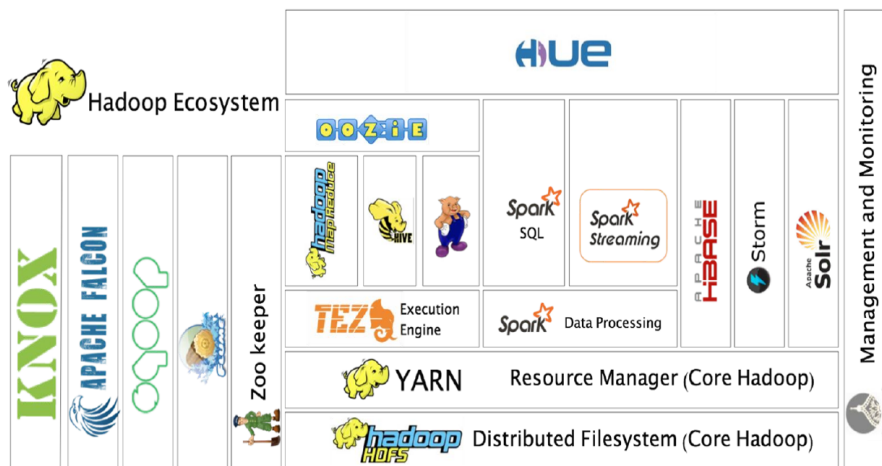 HUE
Hadoop Ecosystem
OOZIE
KNOX
APACHE FALCON
sqoop
Zoo keeper
hadoop
Map Reduce
HIVE
Spark
SQL
Spark
Streaming
APACHE
HBASE
Storm
Apache
Solr
TEZ Execution
Engine
Spark Data Processing
YARN Resource Manager (Core Hadoop)
hadoop
HDFS
Distributed Filesystem (Core Hadoop)
Management and Monitoring